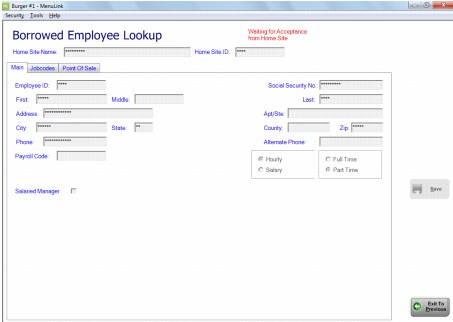 Burger #1 - MenuLink
Security Tools Help
Borrowed Employee Lookup
Waiting for Acceptance
from Home Site
Home Site Name: ********* Home Site ID: ****
Main Jobcodes Point Of Sale
Employee ID: **** Social Security No.: *********
First: ***** Middle: Last: ****
Address: ************ Apt/Ste:
City: ****** State: ** County: Zip: *****
Phone: ************ Alternate Phone:
Payroll Code: Hourly Full Time
Salary Part Time
Salaried Manager
Save
Exit To
Previous